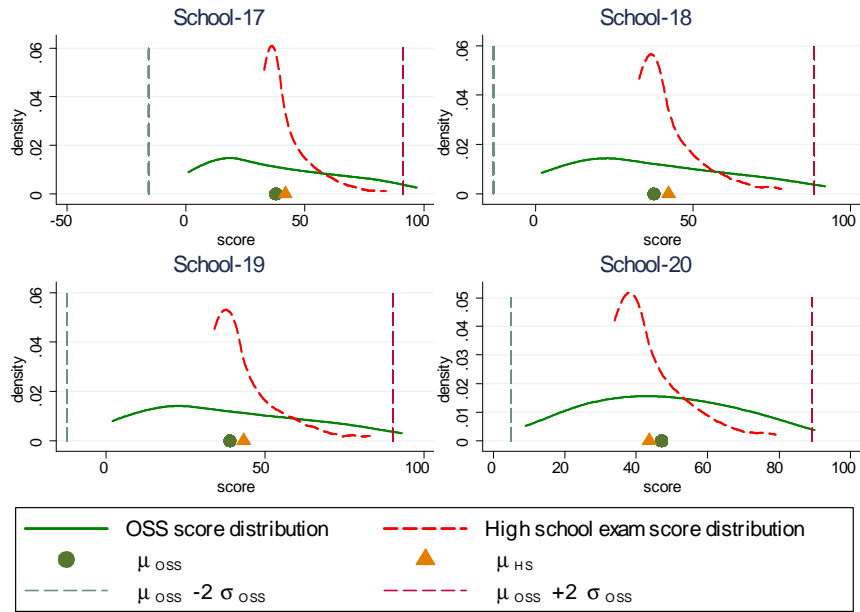 School-17
School-18
density
0 .02 .04 .06
-50 0 50 100
score
density
0 .02 .04 .06
0 50 100
score
School-19
School-20
density
0 .02 .04 .06
0 50 100
score
density
0 .01 .02 .03 .04 .05
0 20 40 60 80 100
score
OSS score distribution
High school exam score distribution
μ OSS
μ HS
μ OSS -2 σ OSS
μ OSS +2 σ OSS